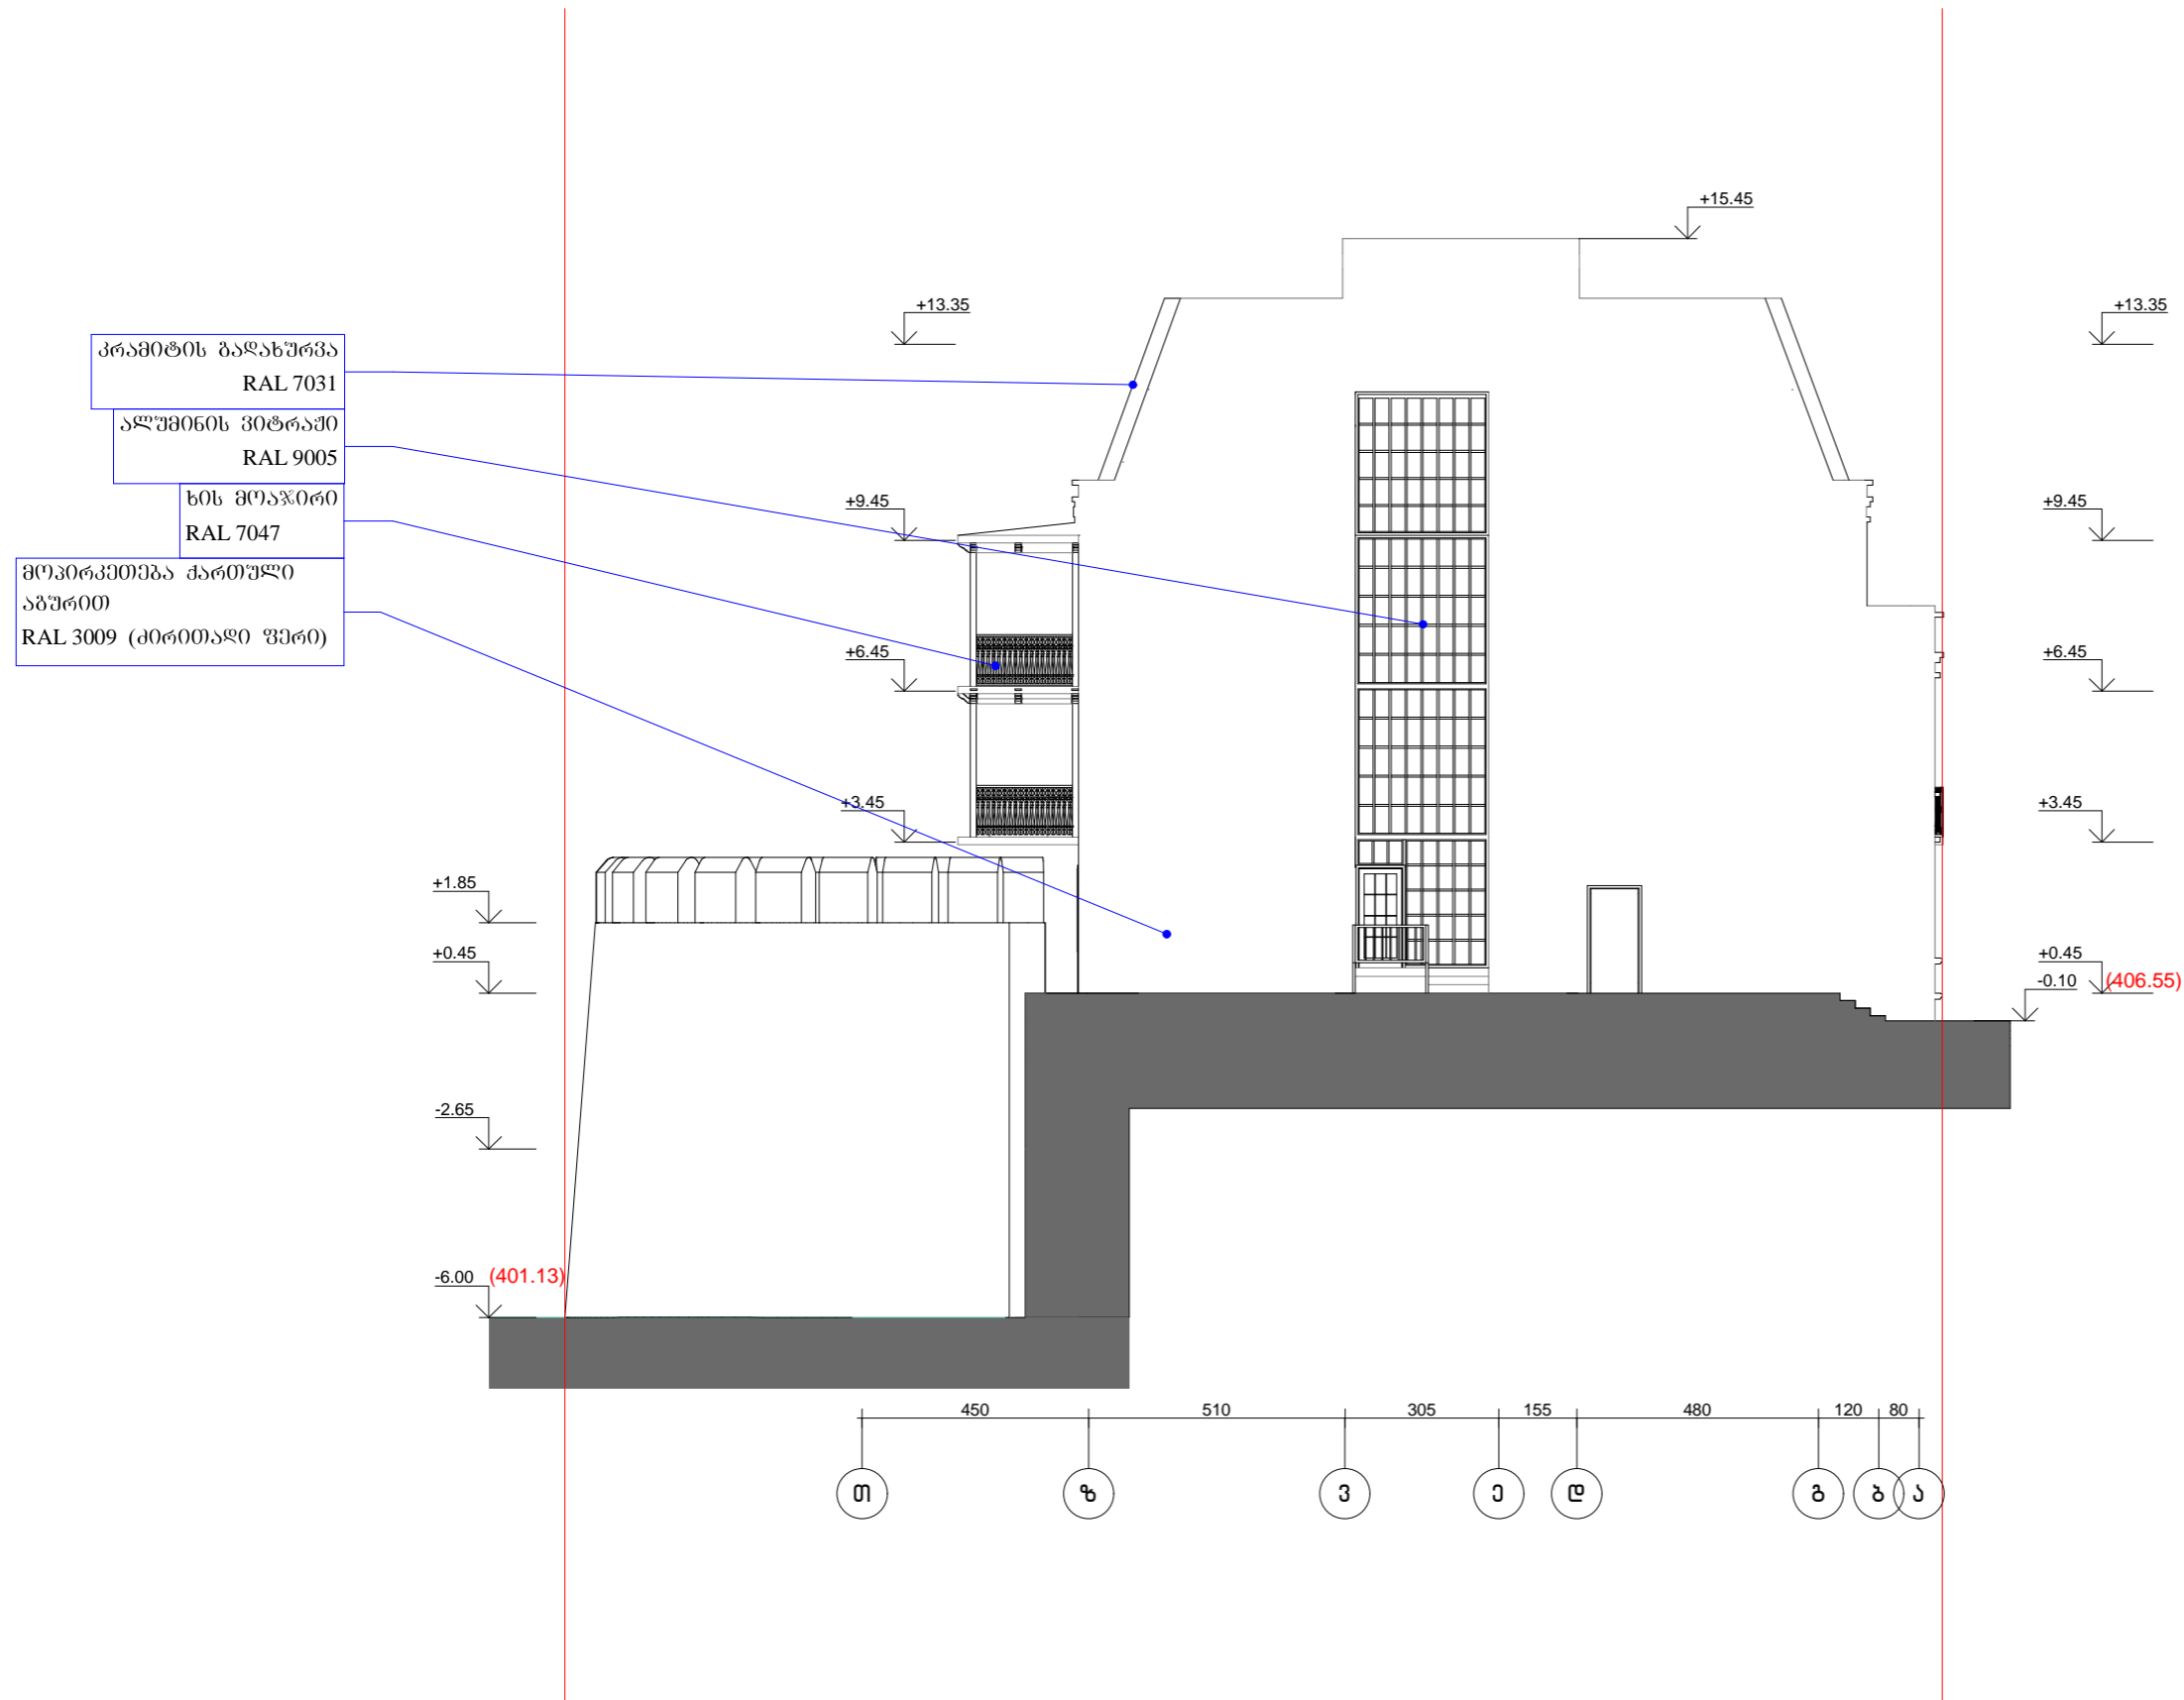 +15.45
+13.35
+13.35
კრამიტის გადახურვა
RAL 7031
ალუმინის ვიტრაჟი
RAL 9005
ხის მოაჯირი
RAL 7047
მოპირკეთება ქართული
აგურით
RAL 3009 (ძირითადი ფერი)
+9.45
+9.45
+6.45
+6.45
+3.45
+3.45
+1.85
+0.45
+0.45
-0.10 (406.55)
-2.65
-6.00 (401.13)
450 510 305 155 480 120 80
თ ზ ვ ე დ გ ბ ა